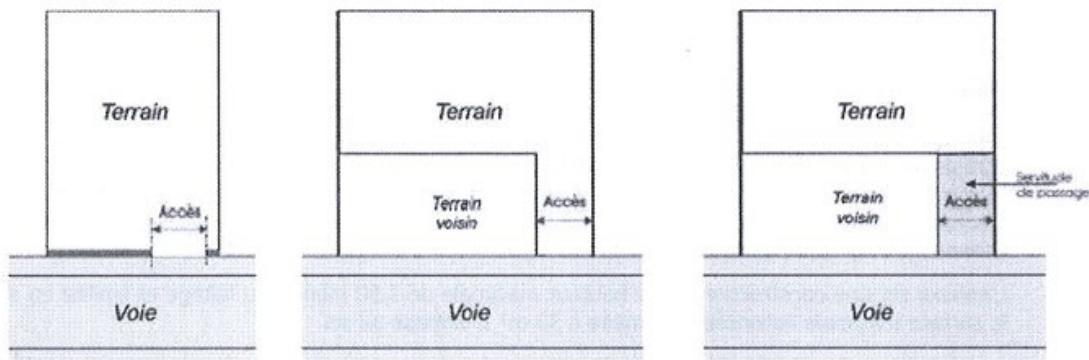 Terrain
Accès
Voie
Terrain
Terrain
voisin
Accès
Voie
Terrain
Terrain
voisin
Accès
Servitude
de passage
Voie